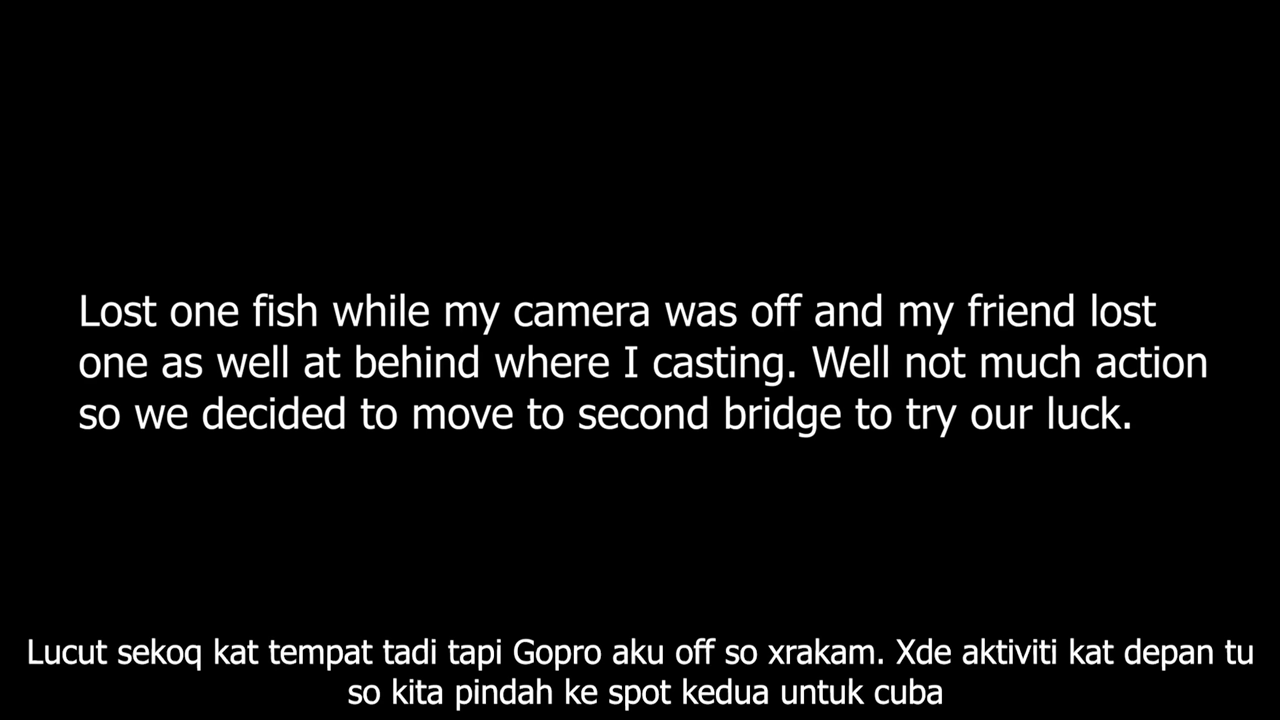 Lost one fish while my camera was off and my friend lost
one as well at behind where I casting. Well not much action
so we decided to move to second bridge to try our luck.
Lucut sekoq kat tempat tadi tapi Gopro aku off so xrakam. Xde aktiviti kat depan tu
so kita pindah ke spot kedua untuk cuba